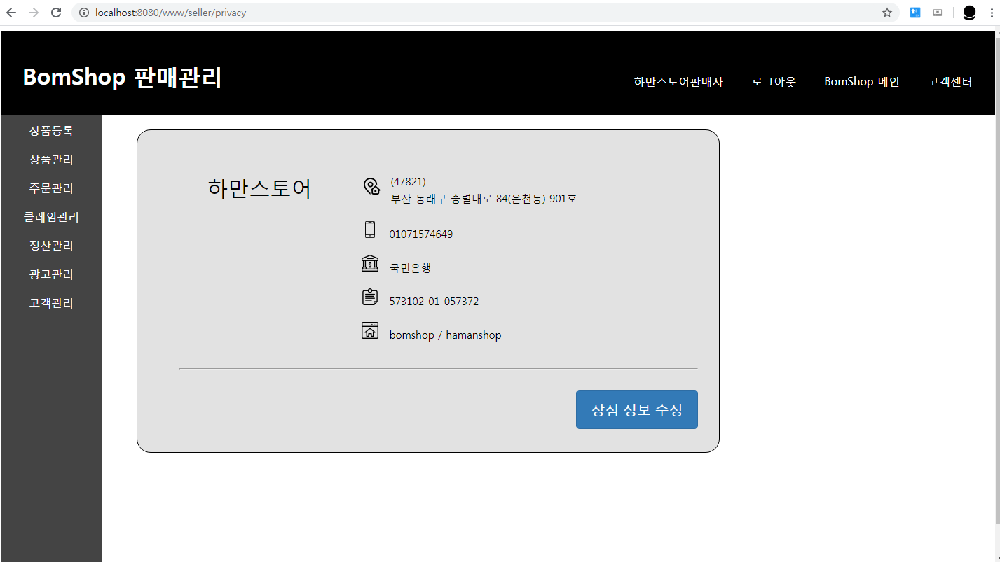 localhost:8080/www/seller/privacy
BomShop 판매관리
하만스토어판매자 로그아웃 BomShop 메인 고객센터
상품등록
상품관리
주문관리
클레임관리
정산관리
광고관리
고객관리
하만스토어
(47821)
부산 동래구 충렬대로 84(온천동) 901호
01071574649
국민은행
573102-01-057372
bomshop / hamanshop
상점 정보 수정